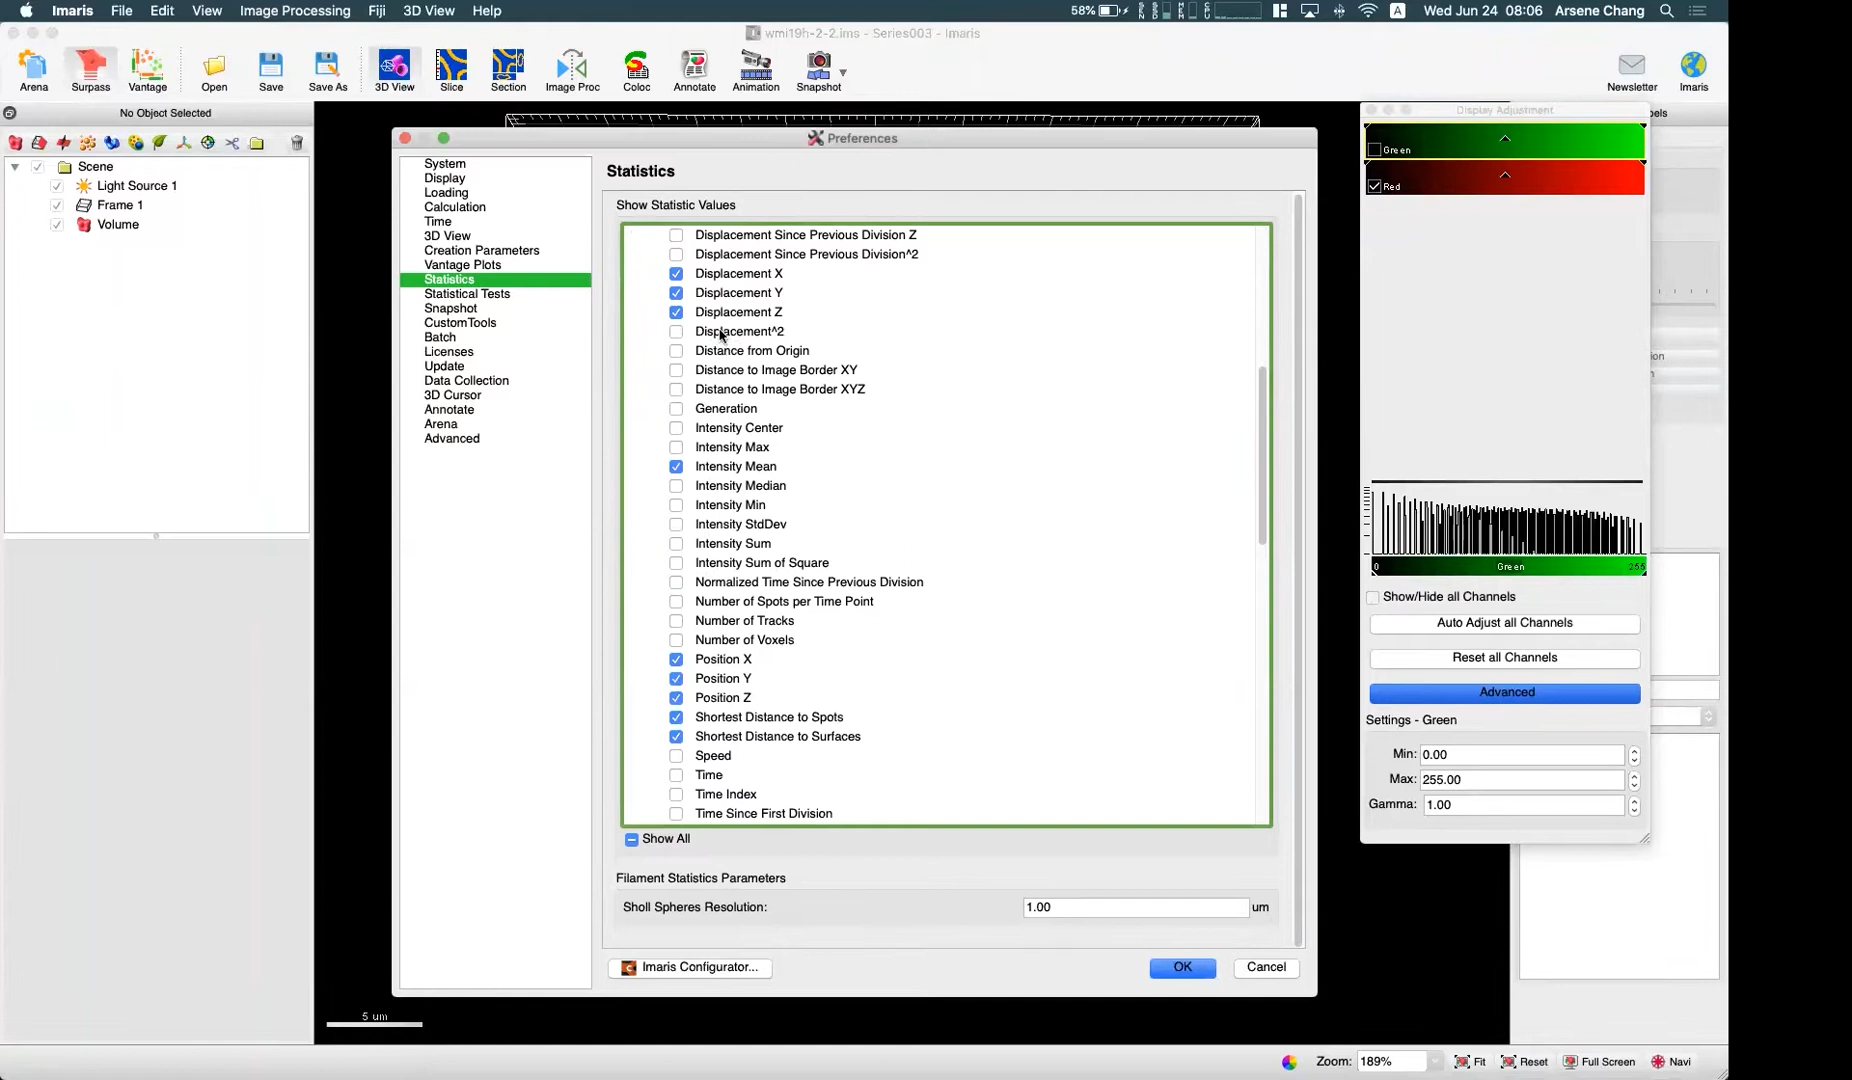 Imaris File Edit View Image Processing Fiji 3D View Help 58% A Wed Jun 24 08:06 Arsene Chang
wmi19h-2-2.ims - Series003 - Imaris
Arena Surpass Vantage Open Save Save As 3D View Slice Section Image Proc Coloc Annotate Animation Snapshot Newsletter Imaris
No Object Selected
Scene
Light Source 1
Frame 1
Volume
Preferences
System
Display
Loading
Calculation
Time
3D View
Creation Parameters
Vantage Plots
Statistics
Statistical Tests
Snapshot
CustomTools
Batch
Licenses
Update
Data Collection
3D Cursor
Annotate
Arena
Advanced
Statistics
Show Statistic Values
Displacement Since Previous Division Z
Displacement Since Previous Division^2
Displacement X
Displacement Y
Displacement Z
Displacement^2
Distance from Origin
Distance to Image Border XY
Distance to Image Border XYZ
Generation
Intensity Center
Intensity Max
Intensity Mean
Intensity Median
Intensity Min
Intensity StdDev
Intensity Sum
Intensity Sum of Square
Normalized Time Since Previous Division
Number of Spots per Time Point
Number of Tracks
Number of Voxels
Position X
Position Y
Position Z
Shortest Distance to Spots
Shortest Distance to Surfaces
Speed
Time
Time Index
Time Since First Division
Show All
Filament Statistics Parameters
Sholl Spheres Resolution: 1.00 um
Imaris Configurator... OK Cancel
Display Adjustment
Green
Red
0 Green 255
Show/Hide all Channels
Auto Adjust all Channels
Reset all Channels
Advanced
Settings - Green
Min: 0.00
Max: 255.00
Gamma: 1.00
5 um
Zoom: 189% Fit Reset Full Screen Navi